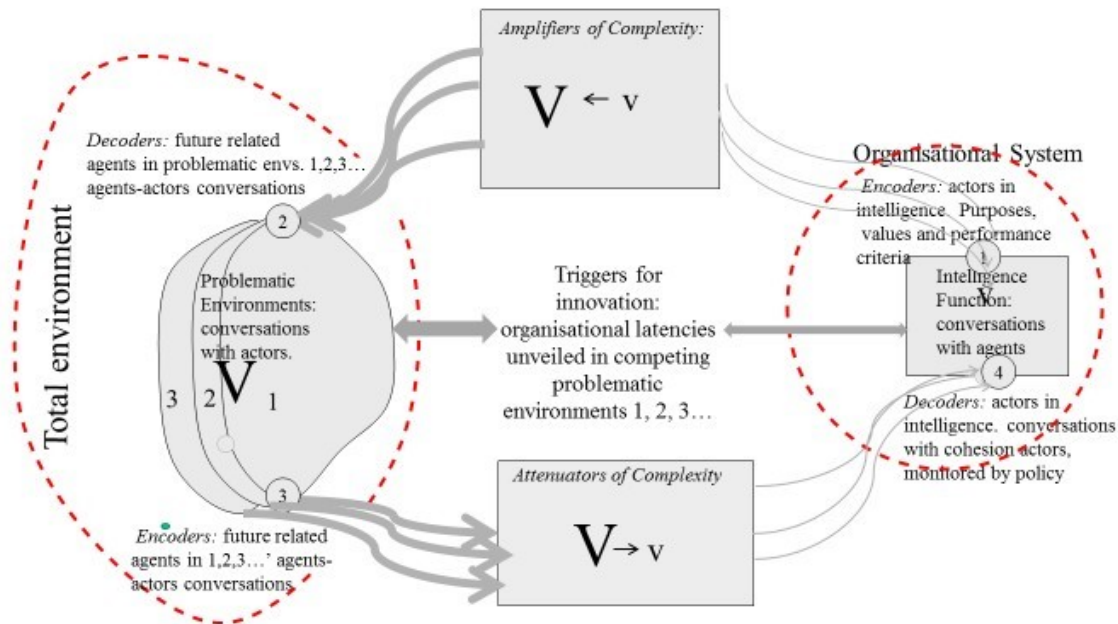 Amplifiers of Complexity:
V ← v
Decoders: future related
agents in problematic envs. 1,2,3…
agents-actors conversations
Organisational System
Encoders: actors in
intelligence. Purposes,
values and performance
criteria
1
Total environment
2
Problematic
Environments:
conversations
with actors.
V
3 2 1
Triggers for
innovation:
organisational latencies
unveiled in competing
problematic
environments 1, 2, 3…
v
Intelligence
Function:
conversations
with agents
4
Decoders: actors in
intelligence. conversations
with cohesion actors,
monitored by policy
3
Encoders: future related
agents in 1,2,3…’ agents-
actors conversations
Attenuators of Complexity
V→ v